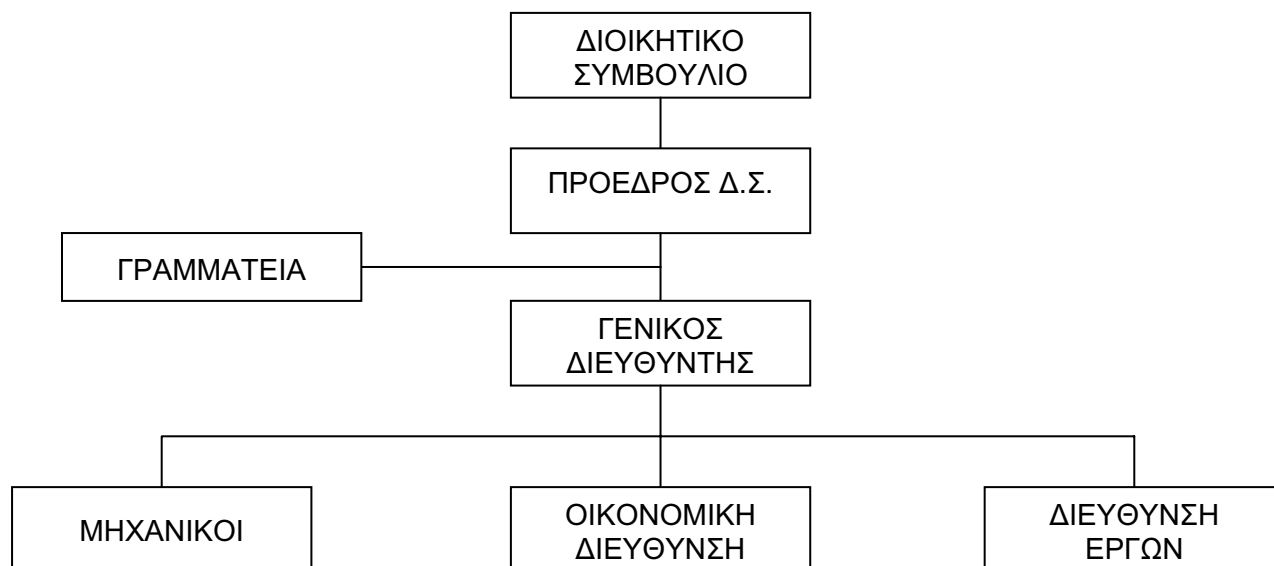 ΔΙΟΙΚΗΤΙΚΟ
ΣΥΜΒΟΥΛΙΟ
ΠΡΟΕΔΡΟΣ Δ.Σ.
ΓΡΑΜΜΑΤΕΙΑ
ΓΕΝΙΚΟΣ
ΔΙΕΥΘΥΝΤΗΣ
ΜΗΧΑΝΙΚΟΙ
ΟΙΚΟΝΟΜΙΚΗ
ΔΙΕΥΘΥΝΣΗ
ΔΙΕΥΘΥΝΣΗ
ΕΡΓΩΝ